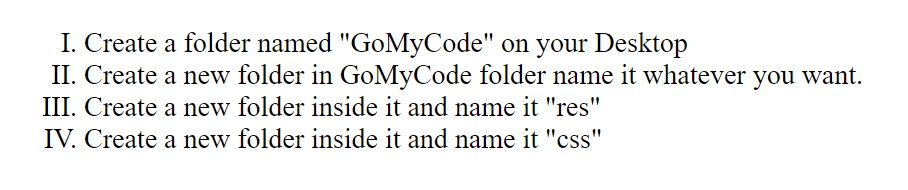 I. Create a folder named "GoMyCode" on your Desktop
II. Create a new folder in GoMyCode folder name it whatever you want.
III. Create a new folder inside it and name it "res"
IV. Create a new folder inside it and name it "css"